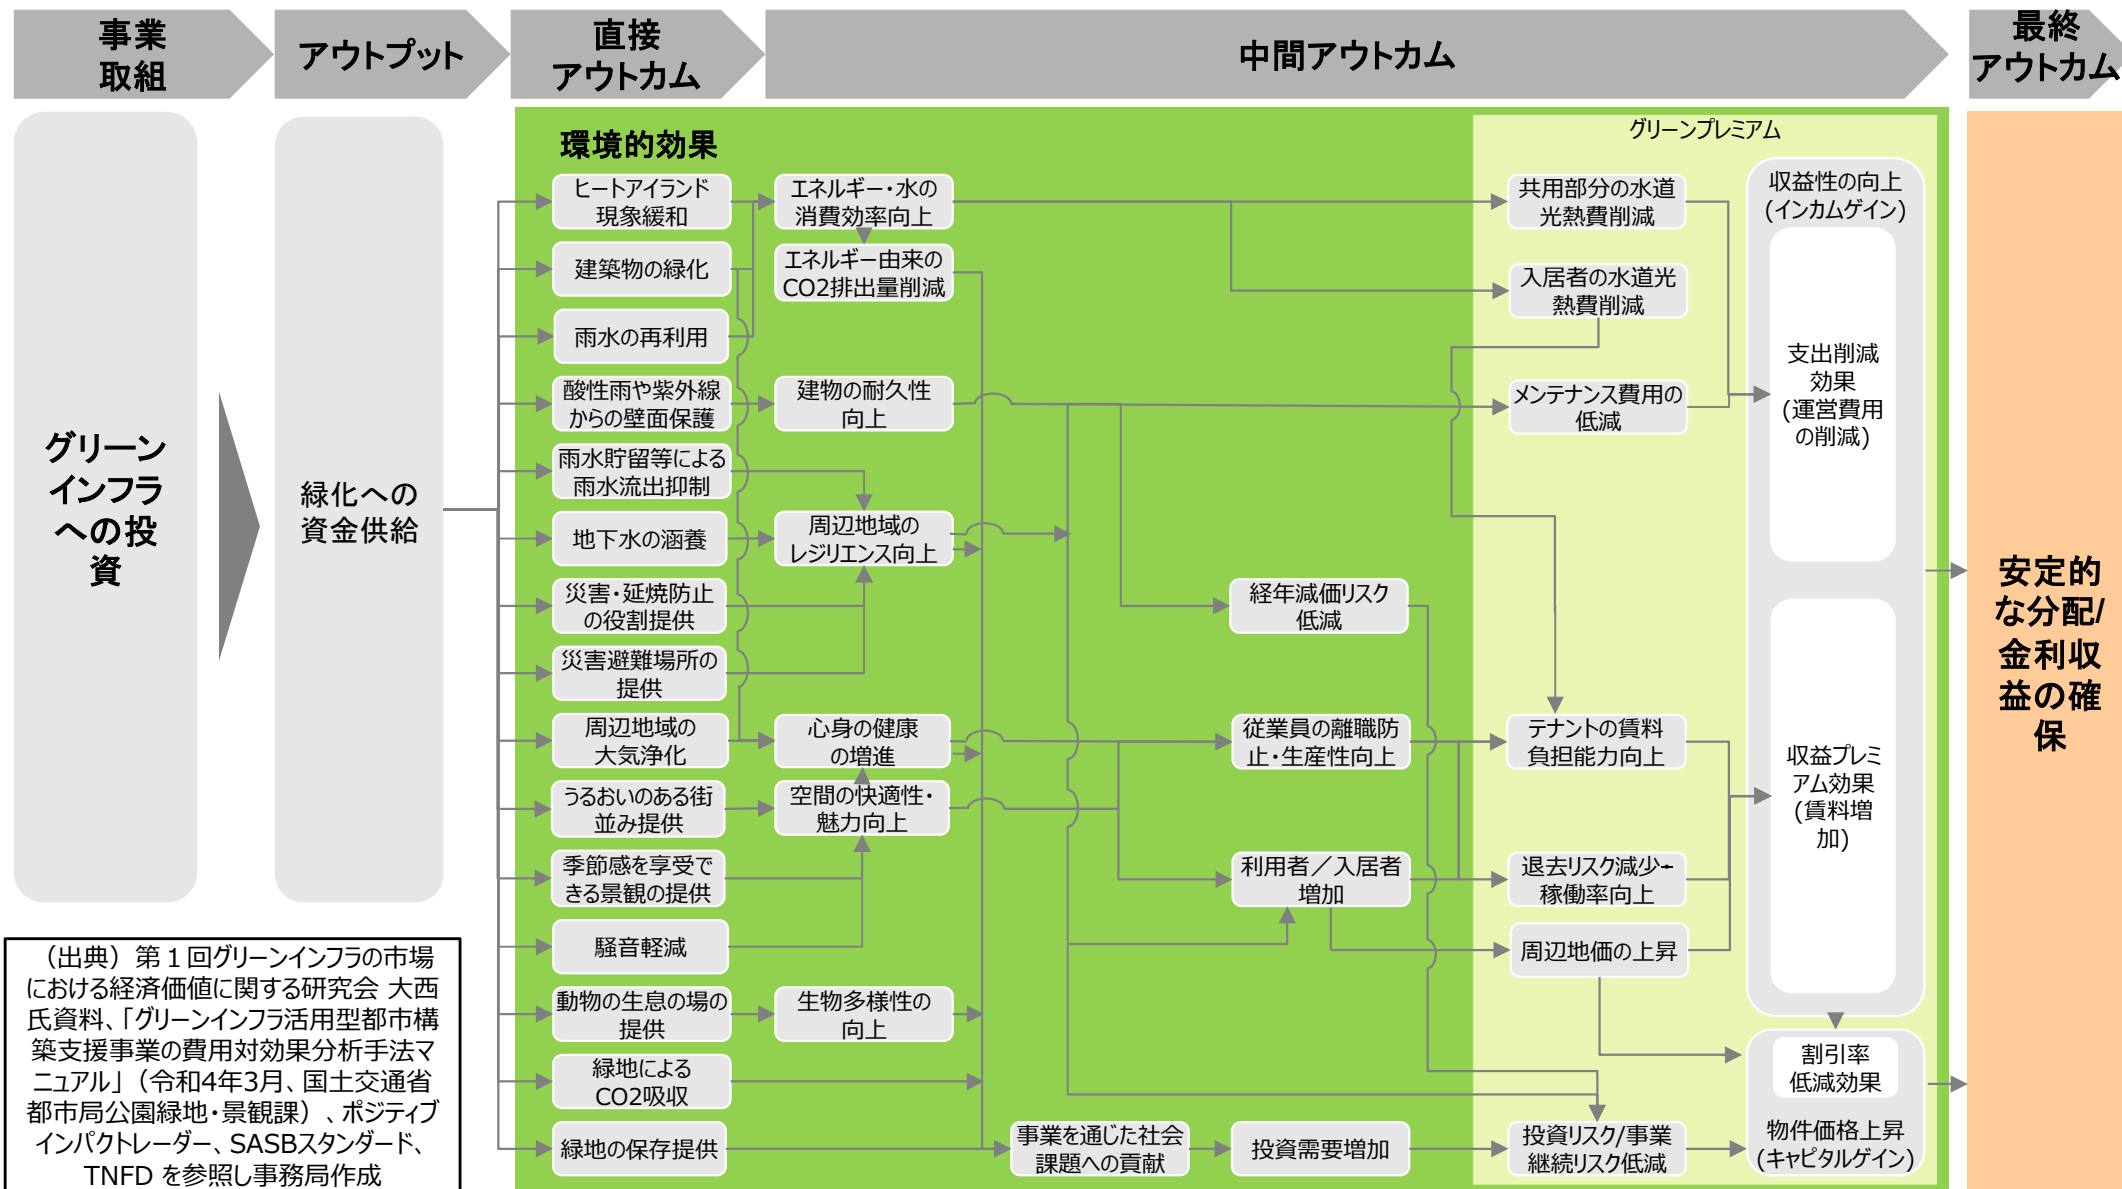 事業
取組
アウトプット
直接
アウトカム
中間アウトカム
最終
アウトカム
グリーン
インフラ
への投
資
緑化への
資金供給
環境的効果
ヒートアイランド
現象緩和
建築物の緑化
雨水の再利用
酸性雨や紫外線
からの壁面保護
雨水貯留等による
雨水流出抑制
地下水の涵養
災害・延焼防止
の役割提供
災害避難場所の
提供
周辺地域の
大気浄化
うるおいのある街
並み提供
季節感を享受で
きる景観の提供
騒音軽減
動物の生息の場の
提供
緑地による
CO2吸収
緑地の保存提供
エネルギー・水の
消費効率向上
エネルギー由来の
CO2排出量削減
建物の耐久性
向上
周辺地域の
レジリエンス向上
心身の健康
の増進
空間の快適性・
魅力向上
生物多様性の
向上
事業を通じた社会
課題への貢献
経年減価リスク
低減
従業員の離職防
止・生産性向上
利用者／入居者
増加
投資需要増加
グリーンプレミアム
共用部分の水道
光熱費削減
入居者の水道光
熱費削減
メンテナンス費用の
低減
テナントの賃料
負担能力向上
退去リスク減少・
稼働率向上
周辺地価の上昇
投資リスク/事業
継続リスク低減
収益性の向上
(インカムゲイン)
支出削減
効果
(運営費用
の削減)
収益プレミ
アム効果
(賃料増
加)
割引率
低減効果
物件価格上昇
(キャピタルゲイン)
安定的
な分配/
金利収
益の確
保
（出典）第１回グリーンインフラの市場
における経済価値に関する研究会 大西
氏資料、「グリーンインフラ活用型都市構
築支援事業の費用対効果分析手法マ
ニュアル」（令和4年3月、国土交通省
都市局公園緑地・景観課）、ポジティブ
インパクトレーダー、SASBスタンダード、
TNFD を参照し事務局作成